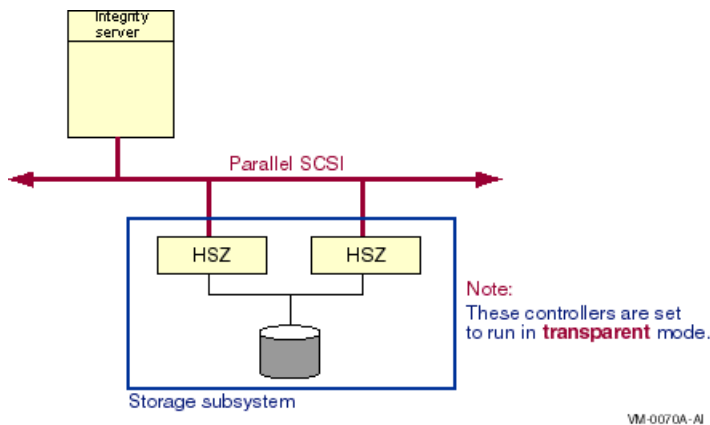 Integrity
server
Parallel SCSI
HSZ
HSZ
Note:
These controllers are set
to run in transparent mode.
Storage subsystem
VM-0070A-AI